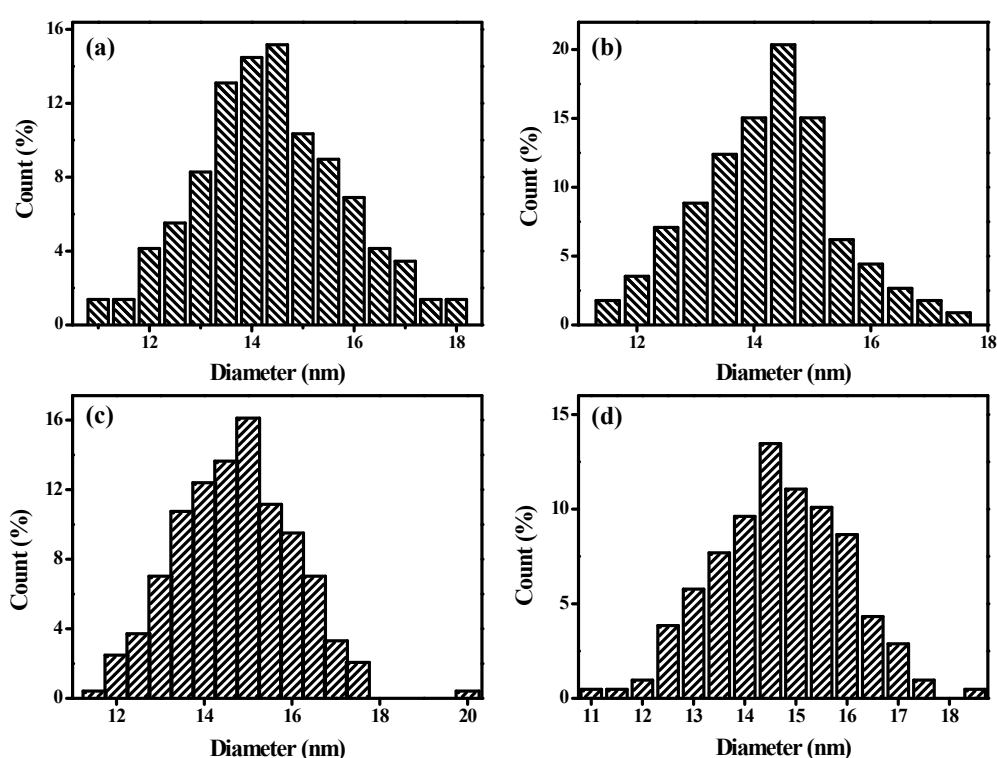 (a)
Count (%)
16
12
8
4
0
12 14 16 18
Diameter (nm)
(b)
Count (%)
20
15
10
5
0
12 14 16 18
Diameter (nm)
(c)
Count (%)
16
12
8
4
0
12 14 16 18 20
Diameter (nm)
(d)
Count (%)
15
10
5
0
11 12 13 14 15 16 17 18
Diameter (nm)